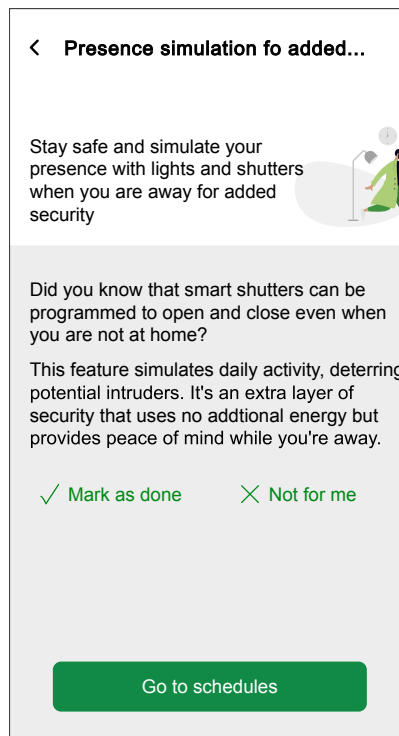 Presence simulation fo added...
Stay safe and simulate your
presence with lights and shutters
when you are away for added
security
Did you know that smart shutters can be
programmed to open and close even when
you are not at home?
This feature simulates daily activity, deterring
potential intruders. It's an extra layer of
security that uses no addtional energy but
provides peace of mind while you're away.
Mark as done Not for me
Go to schedules